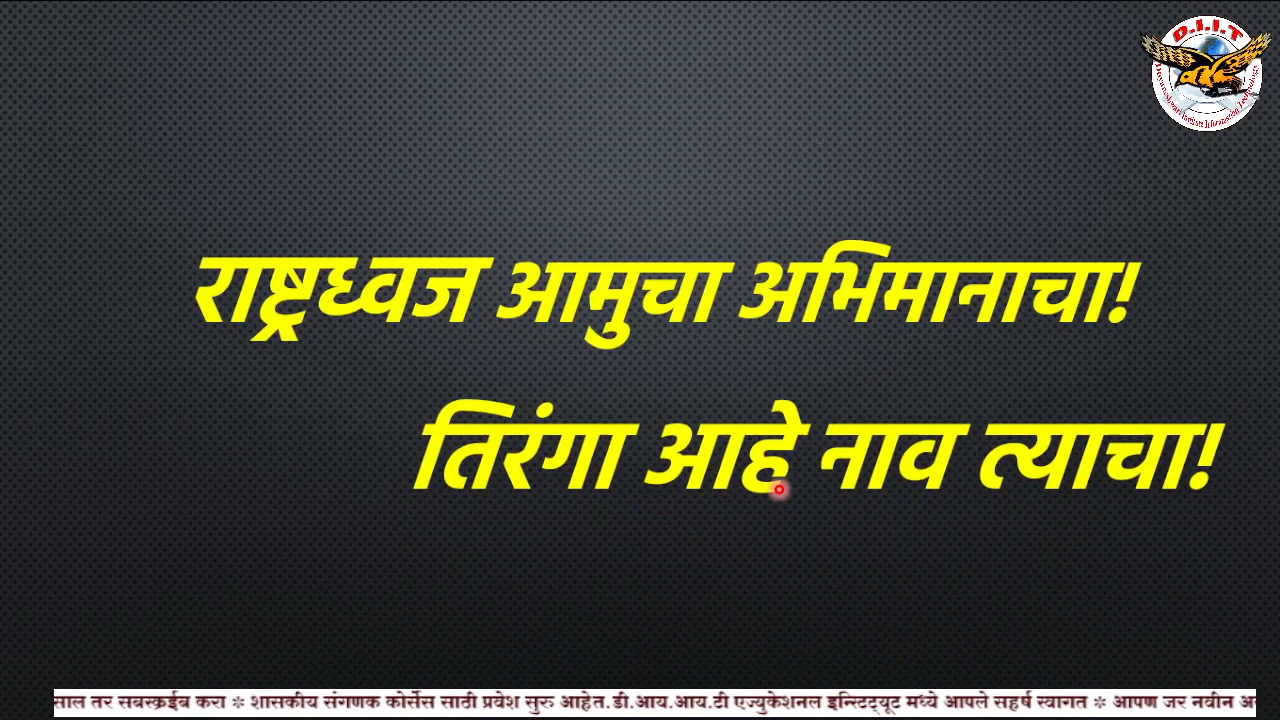 D.I.I.T
राष्ट्रध्वज आमुचा अभिमानाचा!
तिरंगा आहे नाव त्याचा!
साल तर सबस्क्रईब करा ❇ शासकीय संगणक कोर्सेस साठी प्रवेश सुरु आहेत.डी.आय.आय.टी एज्युकेशनल इन्स्टिट्यूट मध्ये आपले सहर्ष स्वागत ❇ आपण जर नवीन